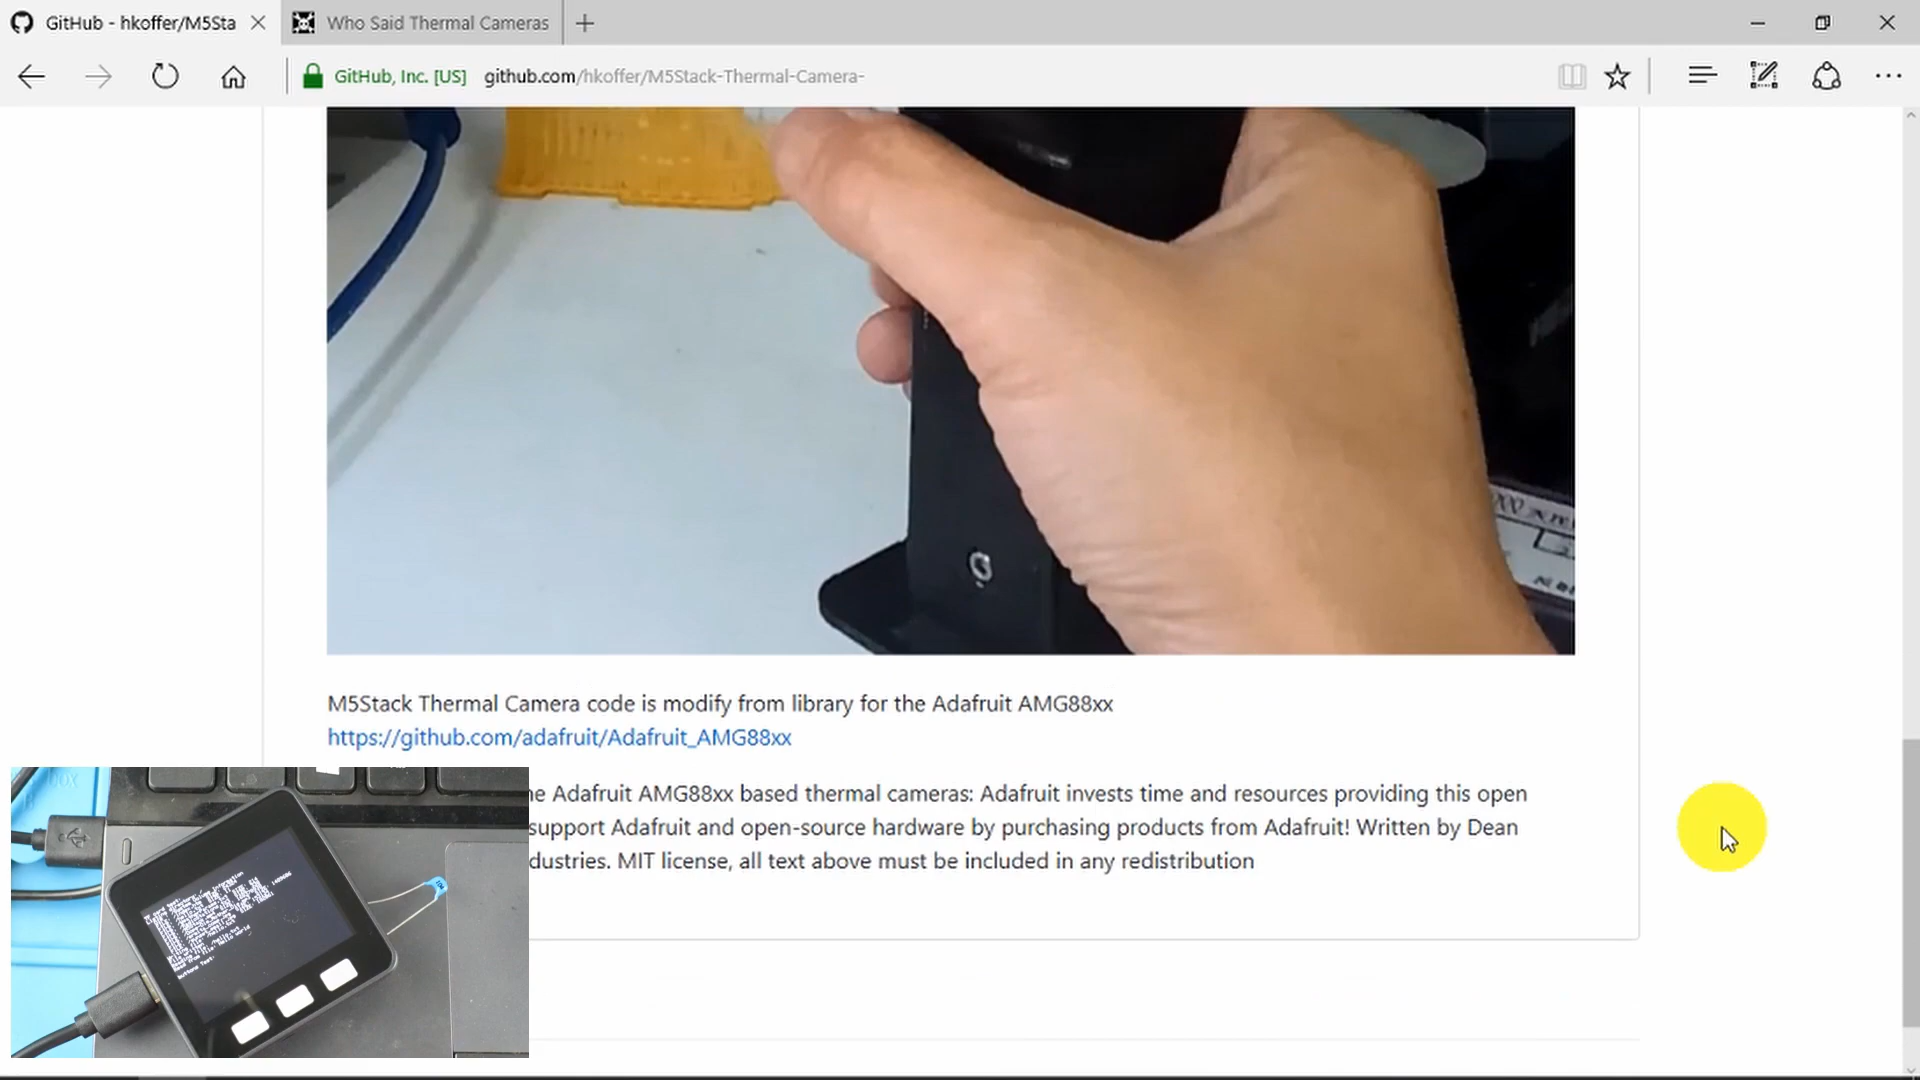 GitHub - hkoffer/M5Sta
Who Said Thermal Cameras
GitHub, Inc. [US] github.com/hkoffer/M5Stack-Thermal-Camera-
M5Stack Thermal Camera code is modify from library for the Adafruit AMG88xx
https://github.com/adafruit/Adafruit_AMG88xx
Adafruit AMG88xx based thermal cameras: Adafruit invests time and resources providing this open
support Adafruit and open-source hardware by purchasing products from Adafruit! Written by Dean
dustries. MIT license, all text above must be included in any redistribution